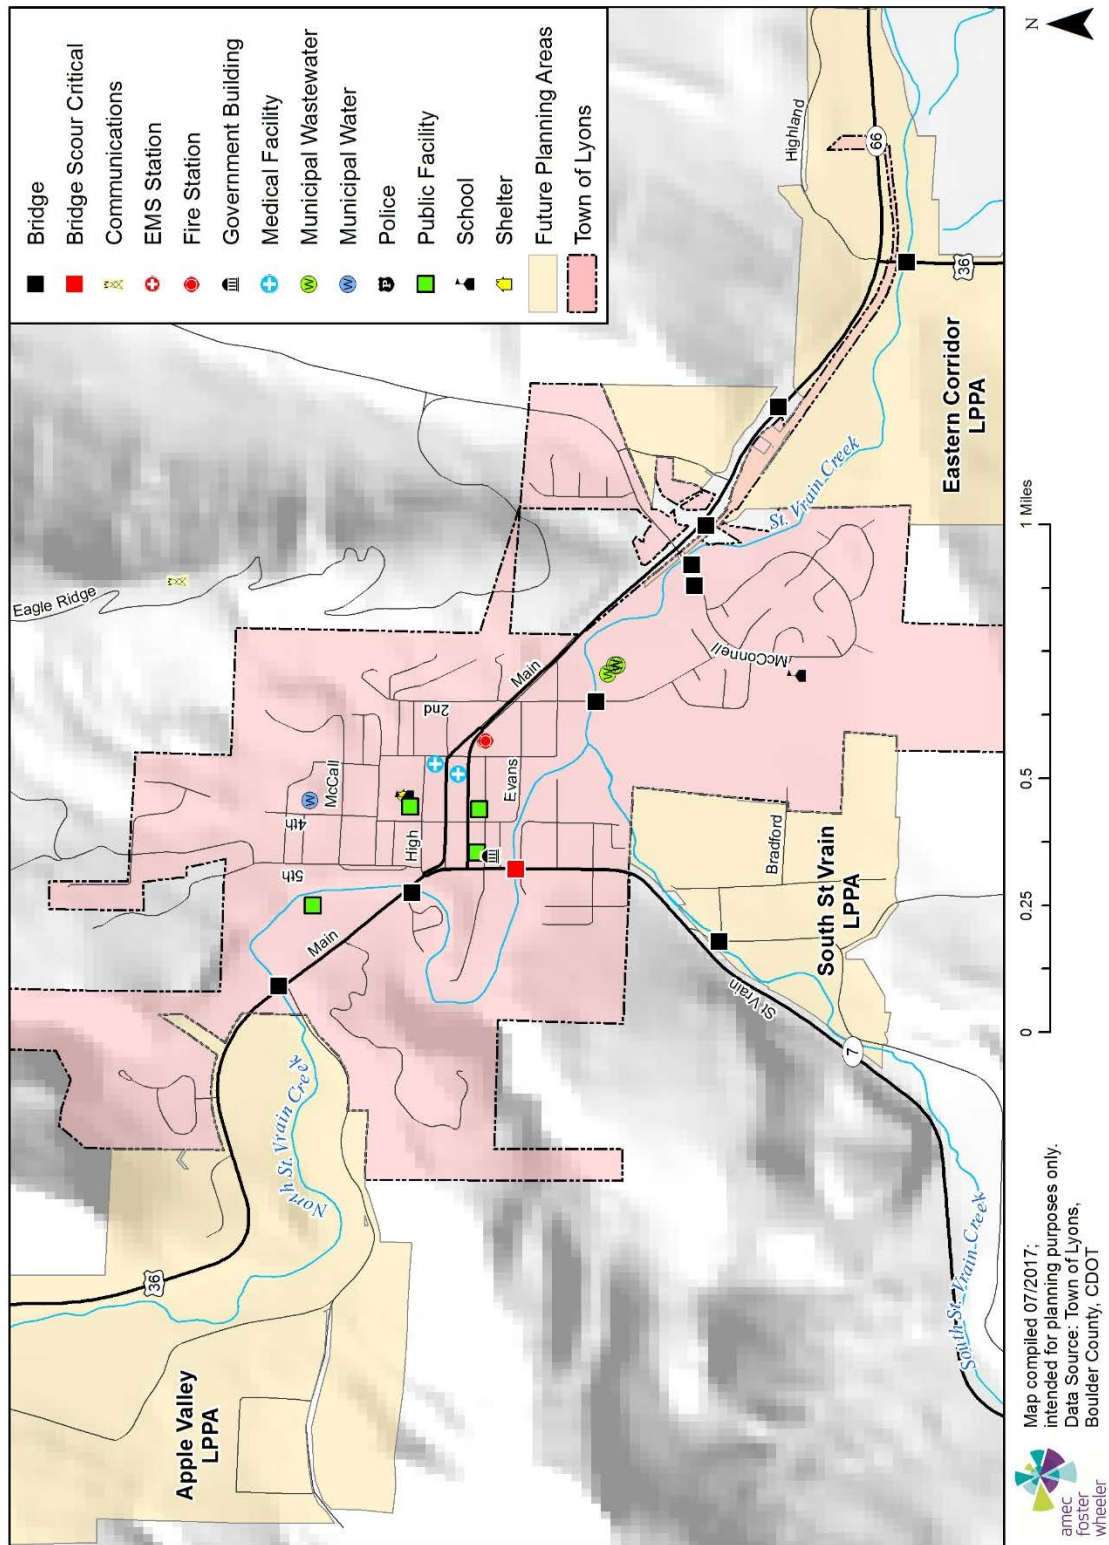 Bridge
Bridge Scour Critical
Communications
EMS Station
Fire Station
Government Building
Medical Facility
Municipal Wastewater
Municipal Water
Police
Public Facility
School
Shelter
Future Planning Areas
Town of Lyons
W
W
P
Apple Valley
LPPA
36
North St. Vrain Creek
Main
5th
4th
McCall
W
High
2nd
Evans
Main
Eagle Ridge
W
W
McConnell
St. Vrain Creek
Highland
66
36
Eastern Corridor
LPPA
Bradford
South St Vrain
LPPA
St Vrain
7
South St. Vrain Creek
0
0.25
0.5
1 Miles
amec
foster
wheeler
Map compiled 07/2017;
intended for planning purposes only.
Data Source: Town of Lyons,
Boulder County, CDOT
N